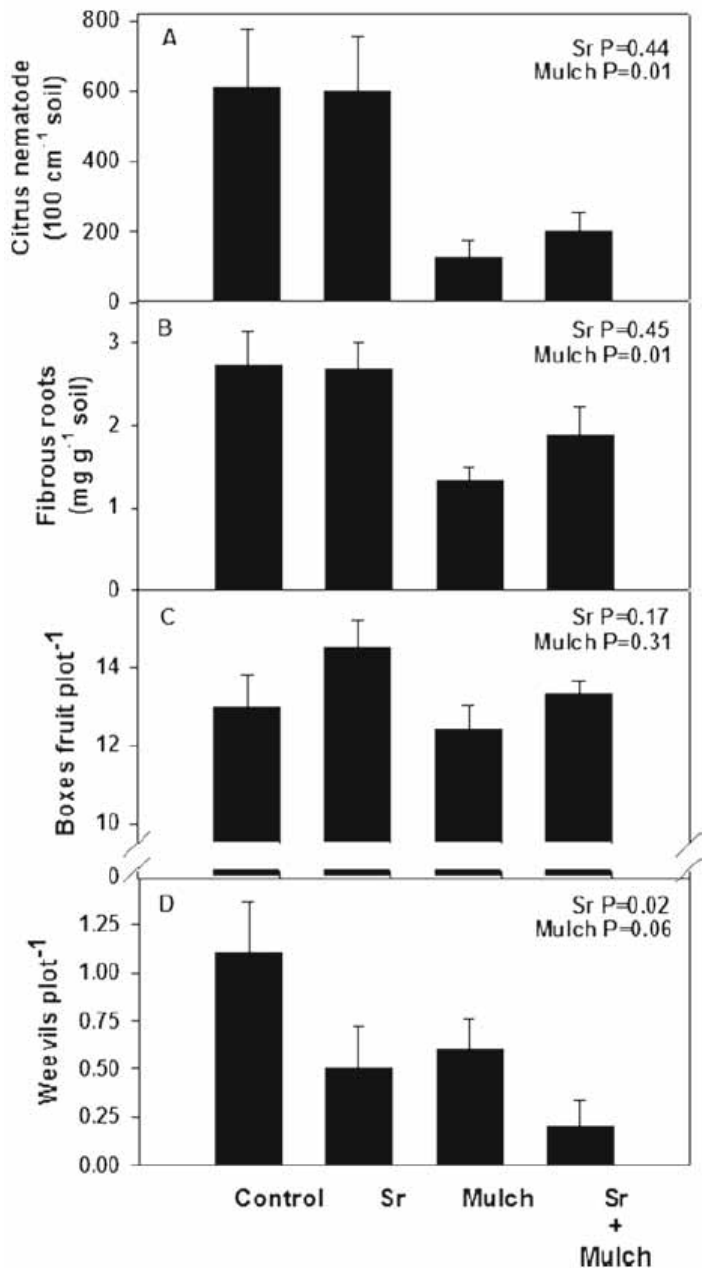 A
Sr P=0.44
Mulch P=0.01
Citrus nematode
(100 cm⁻¹ soil)
800
600
400
200
0
B
Sr P=0.45
Mulch P=0.01
Fibrous roots
(mg g⁻¹ soil)
3
2
1
0
C
Sr P=0.17
Mulch P=0.31
Boxes fruit plot⁻¹
14
12
10
0
D
Sr P=0.02
Mulch P=0.06
Weevils plot⁻¹
1.25
1.00
0.75
0.50
0.25
0.00
Control Sr Mulch Sr
+
Mulch